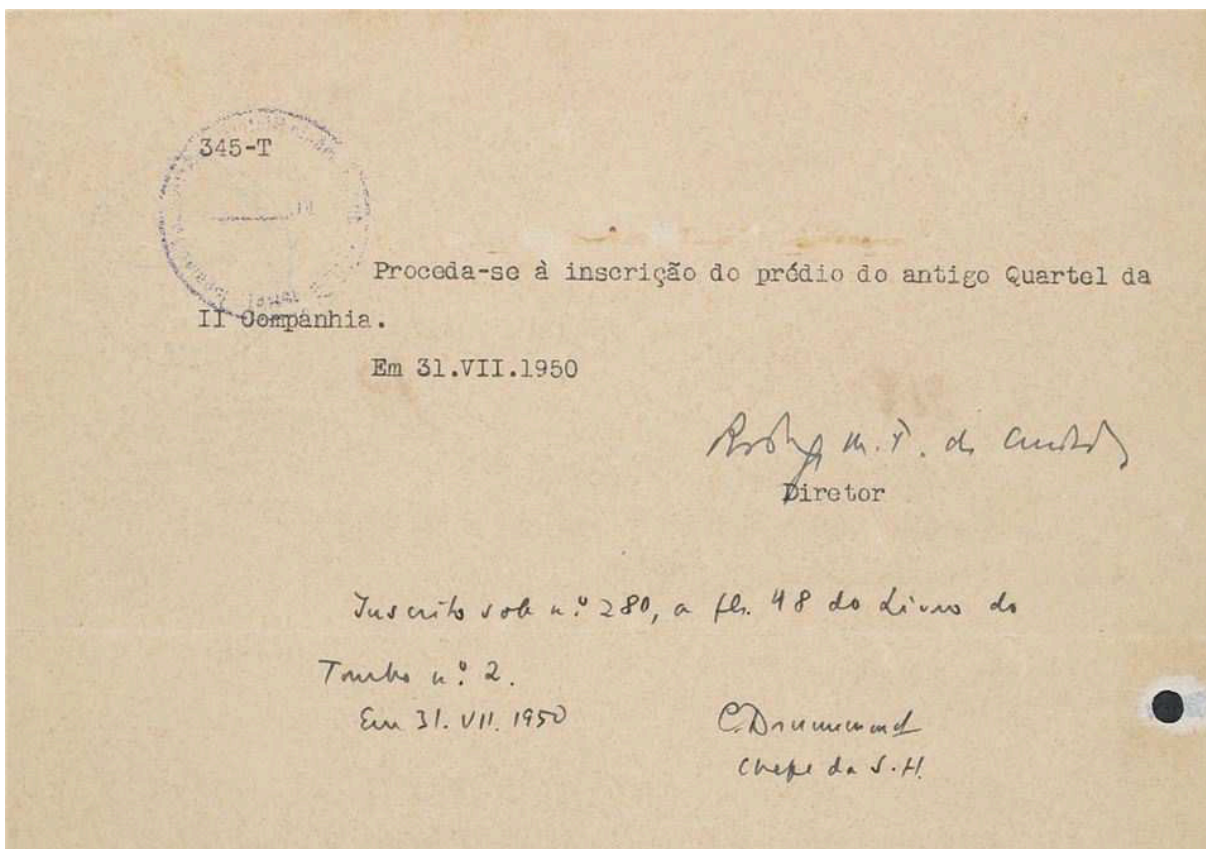 345-T
Proceda-se à inscrição do prédio do antigo Quartel da
II Companhia.
Em 31.VII.1950
M. F. de
Diretor
Inscrito sob n.º 280, a fls. 48 do Livro do
Tombo n.º 2.
Em 31.VII.1950
C. Drummond
Chefe da S.H.